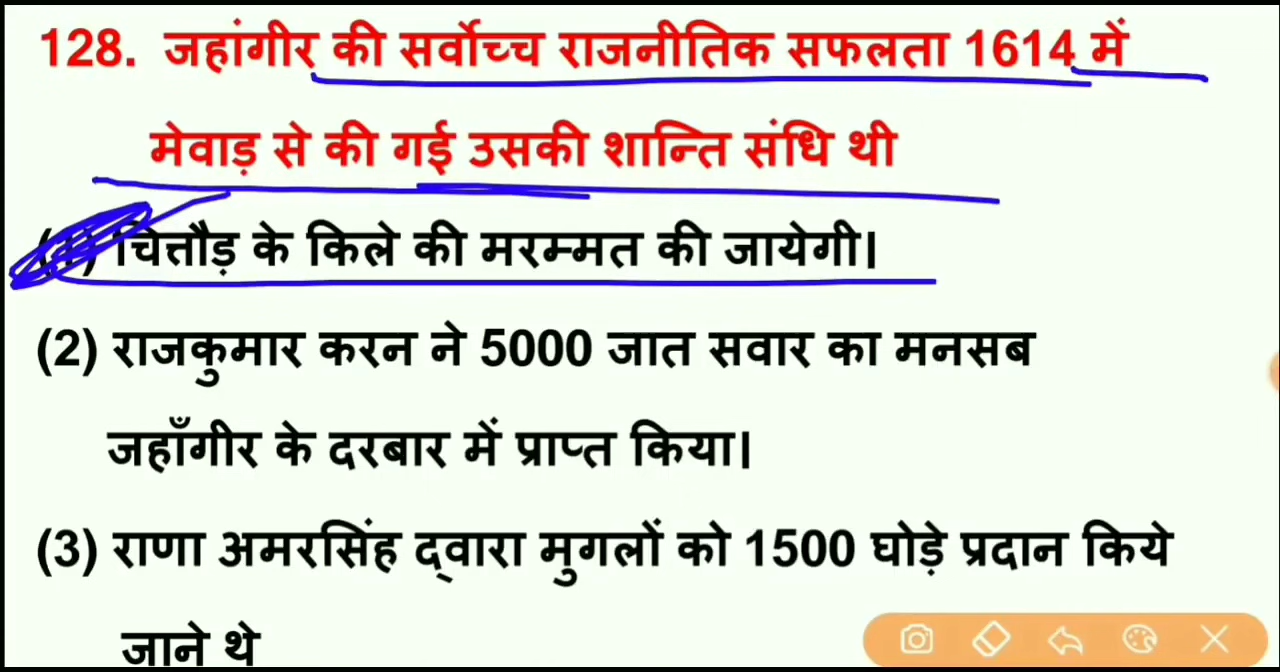 128. जहांगीर की सर्वोच्च राजनीतिक सफलता 1614 में
मेवाड़ से की गई उसकी शान्ति संधि थी
(1) चित्तौड़ के किले की मरम्मत की जायेगी।
(2) राजकुमार करन ने 5000 जात सवार का मनसब
जहाँगीर के दरबार में प्राप्त किया।
(3) राणा अमरसिंह द्वारा मुगलों को 1500 घोड़े प्रदान किये
जाने थे